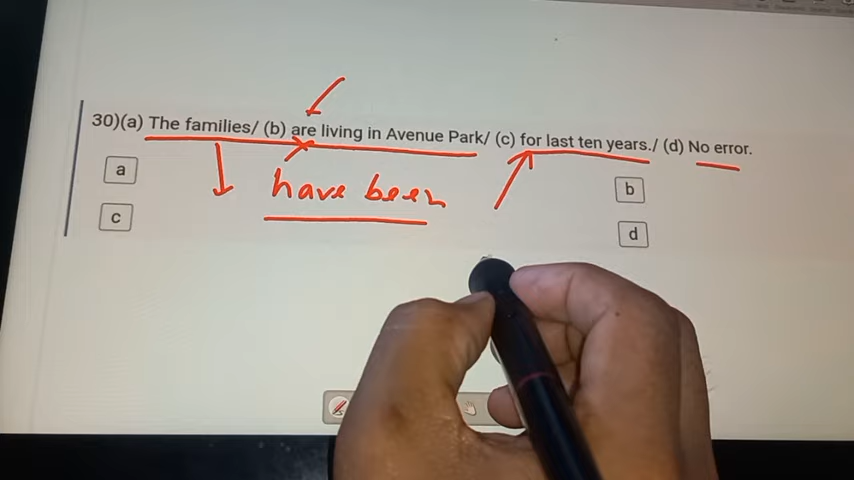 30)(a) The families/ (b) are living in Avenue Park/ (c) for last ten years./ (d) No error.
a
have been
b
c
d